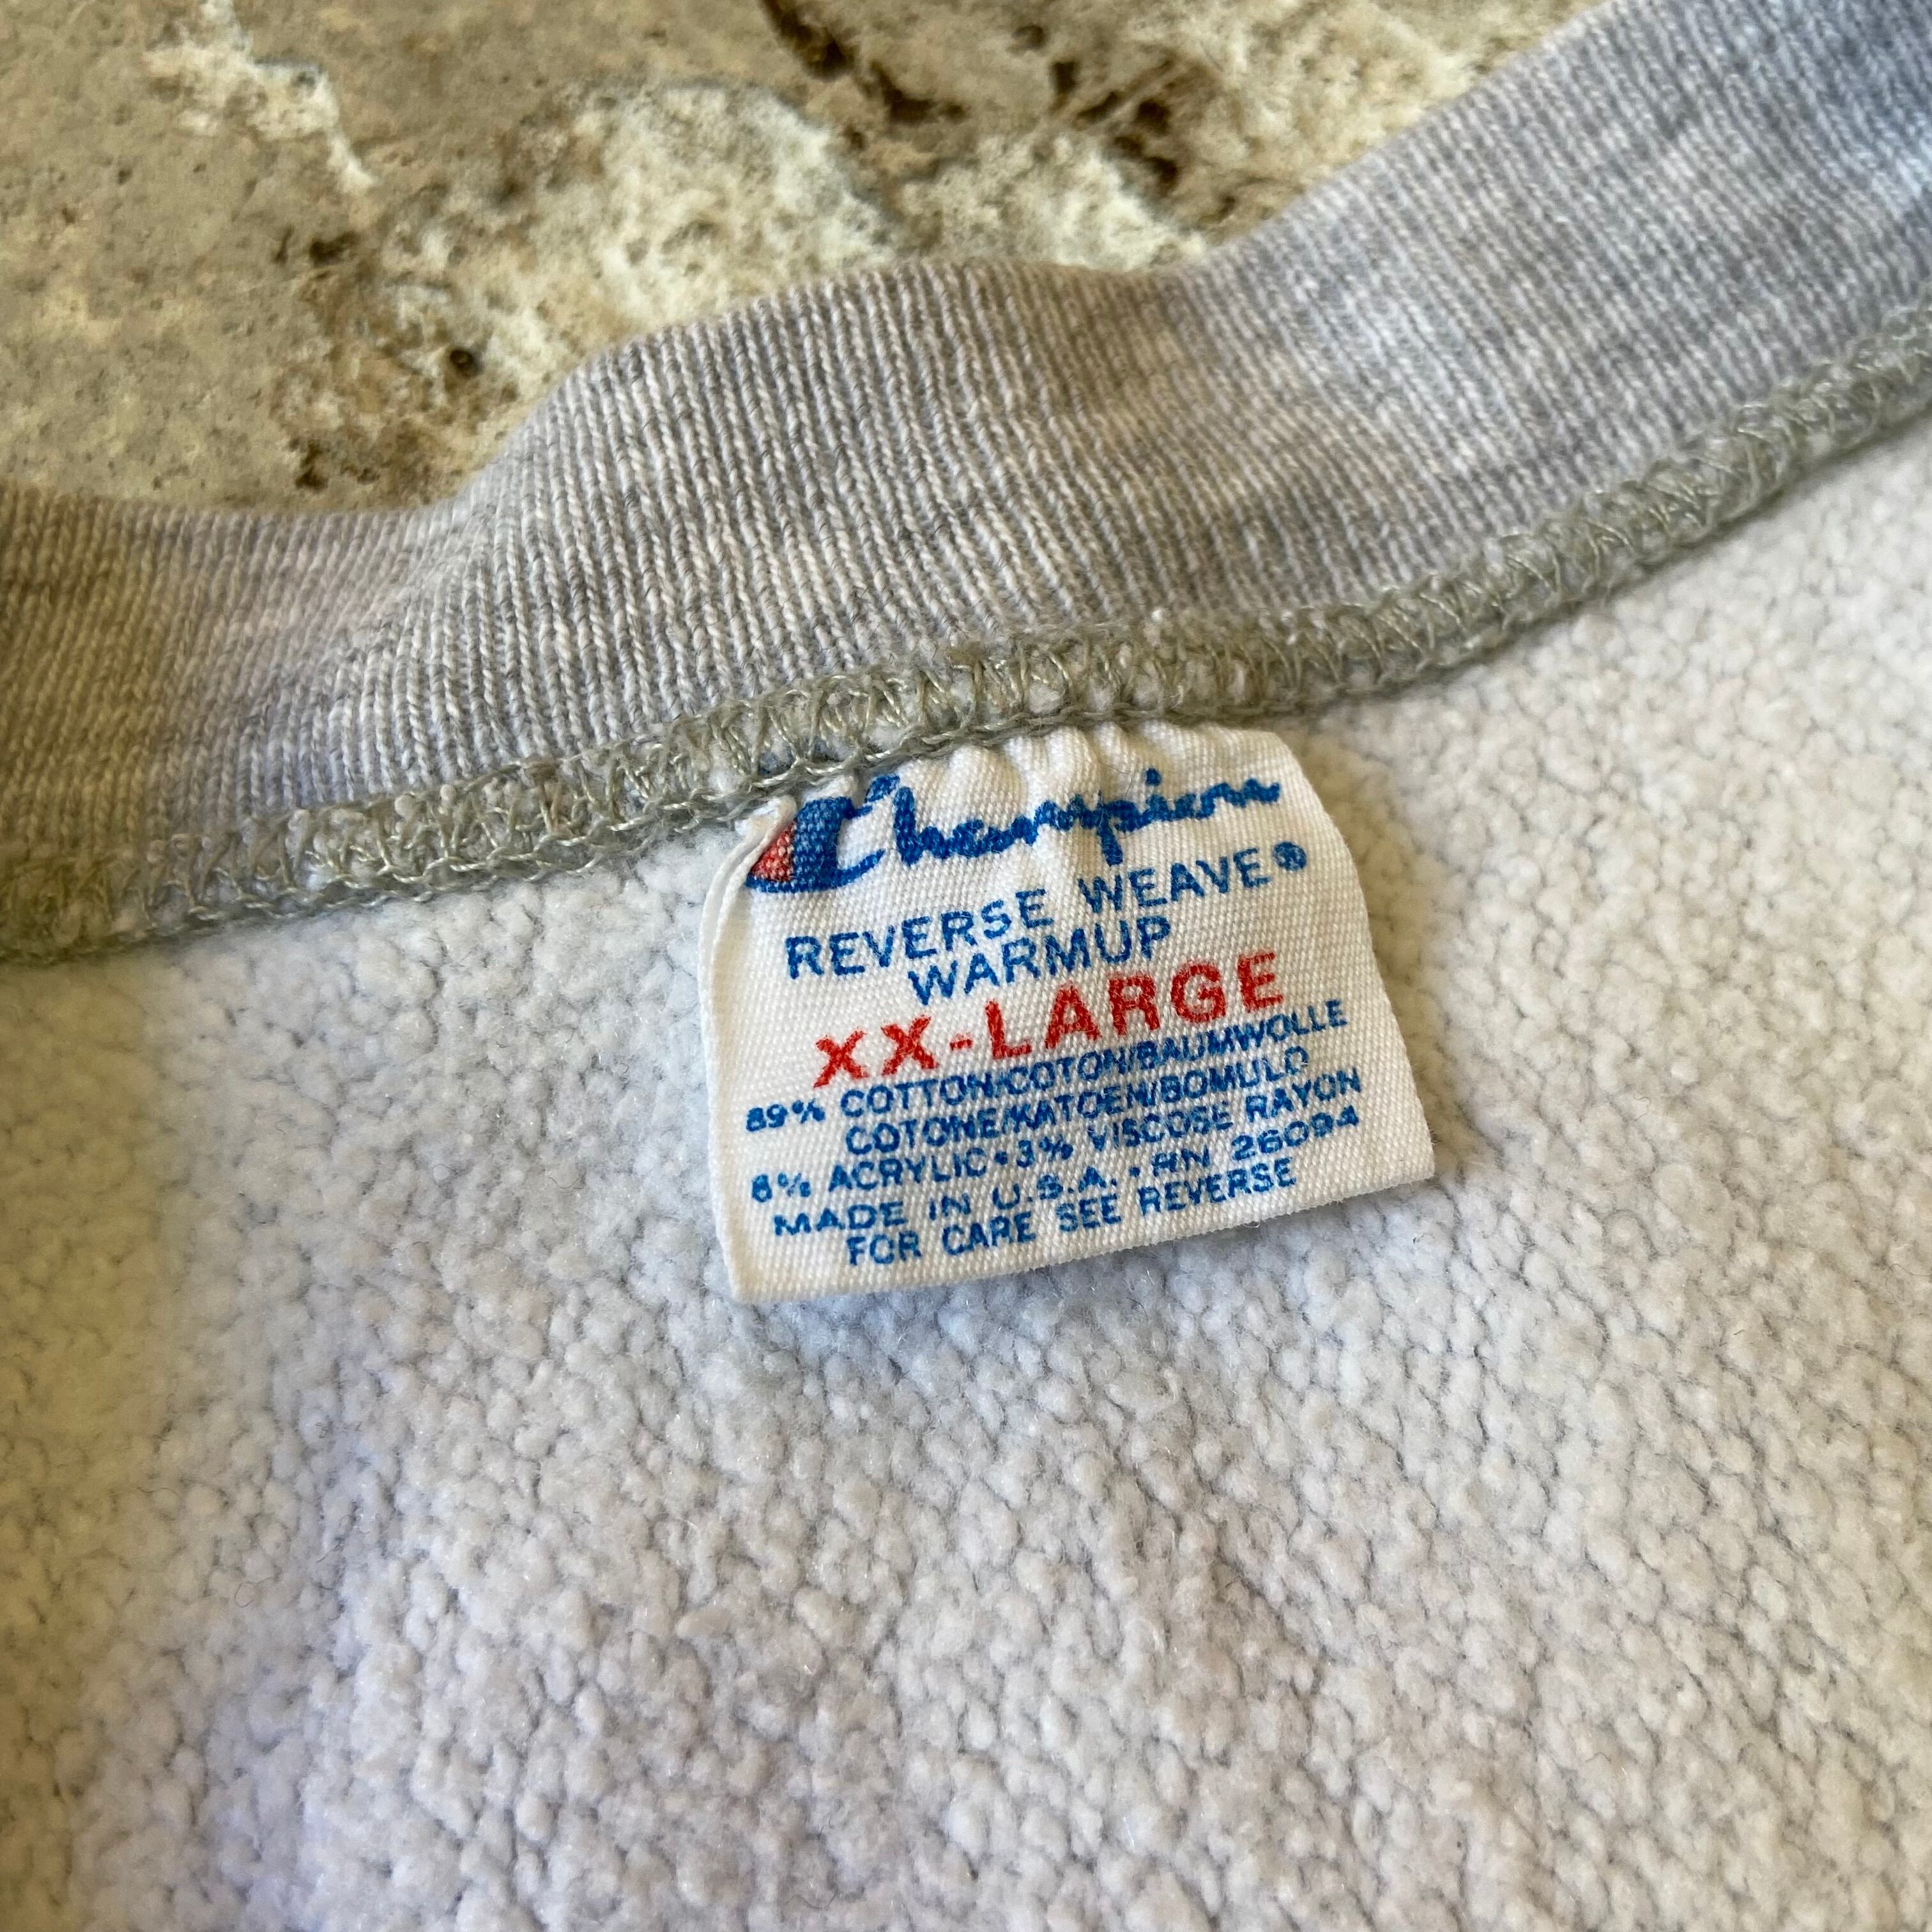 Champion
REVERSE WEAVE®
WARMUP
XX-LARGE
89% COTTON/COTON/BAUMWOLLE
COTONE/KATOEN/BOMULD
8% ACRYLIC•3% VISCOSE RAYON
MADE IN U.S.A.•RN 26094
FOR CARE SEE REVERSE